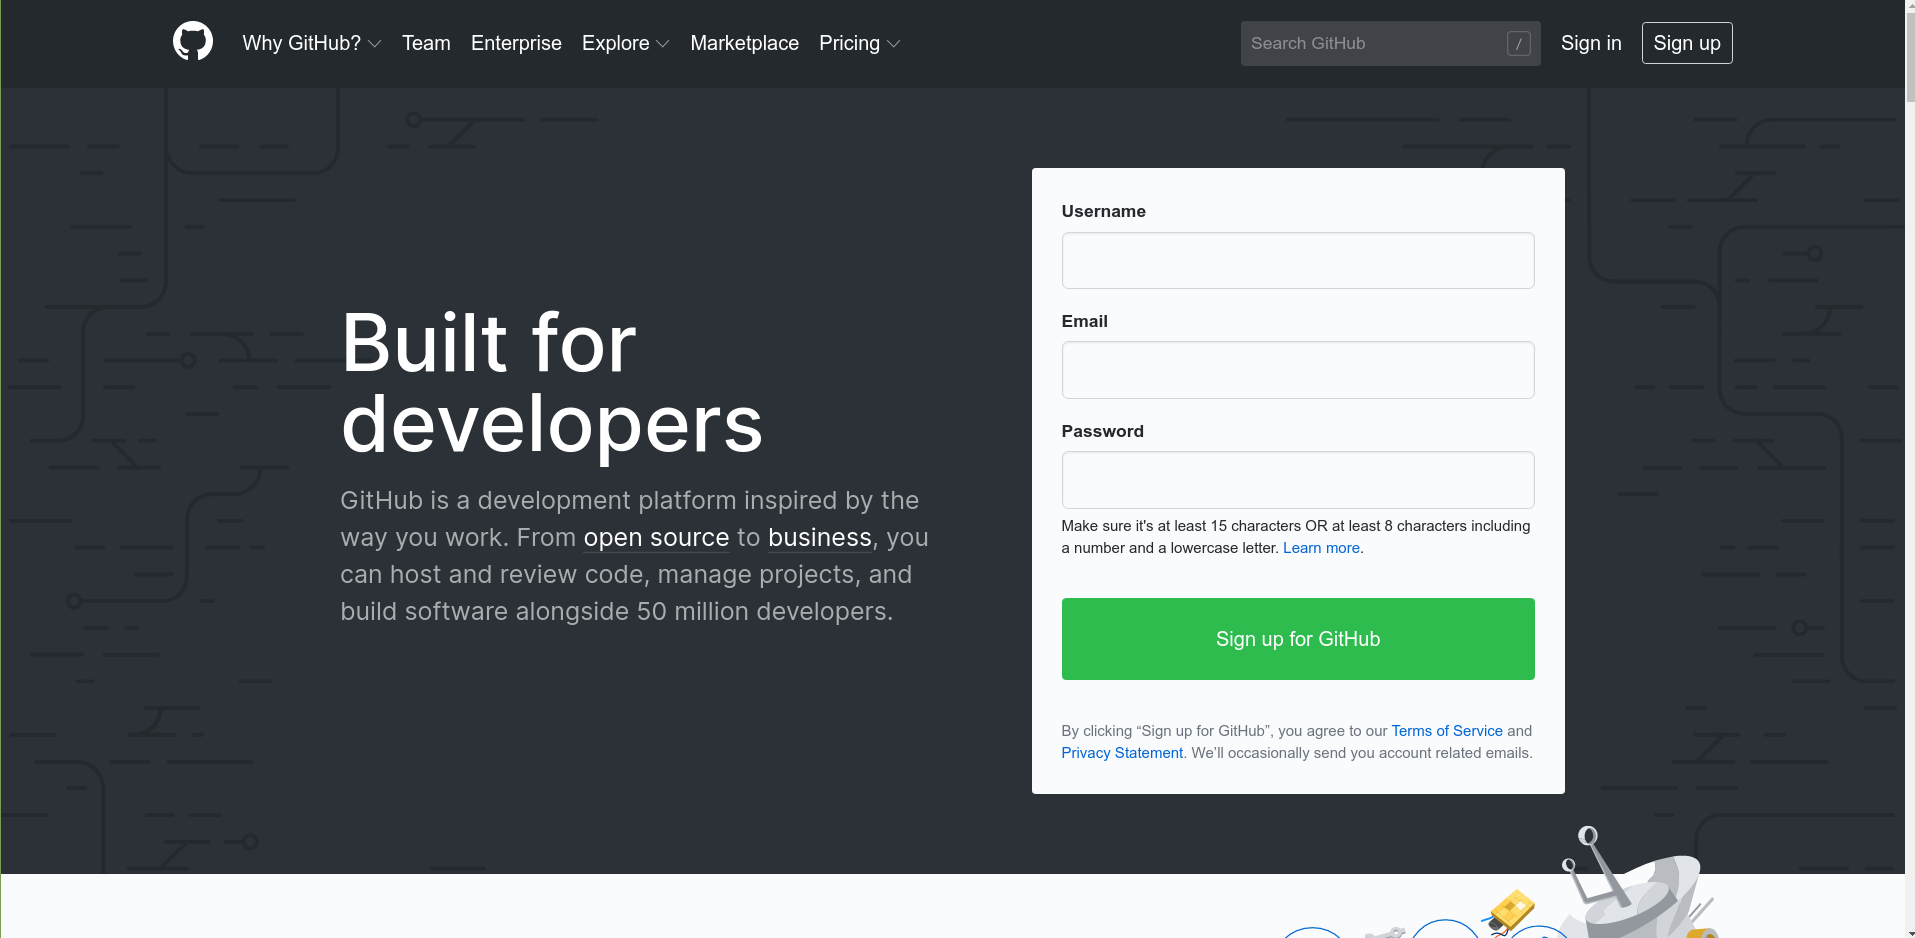 Why GitHub? Team Enterprise Explore Marketplace Pricing Search GitHub / Sign in Sign up
Built for
developers
GitHub is a development platform inspired by the
way you work. From open source to business, you
can host and review code, manage projects, and
build software alongside 50 million developers.
Username
Email
Password
Make sure it's at least 15 characters OR at least 8 characters including
a number and a lowercase letter. Learn more.
Sign up for GitHub
By clicking “Sign up for GitHub”, you agree to our Terms of Service and
Privacy Statement. We’ll occasionally send you account related emails.